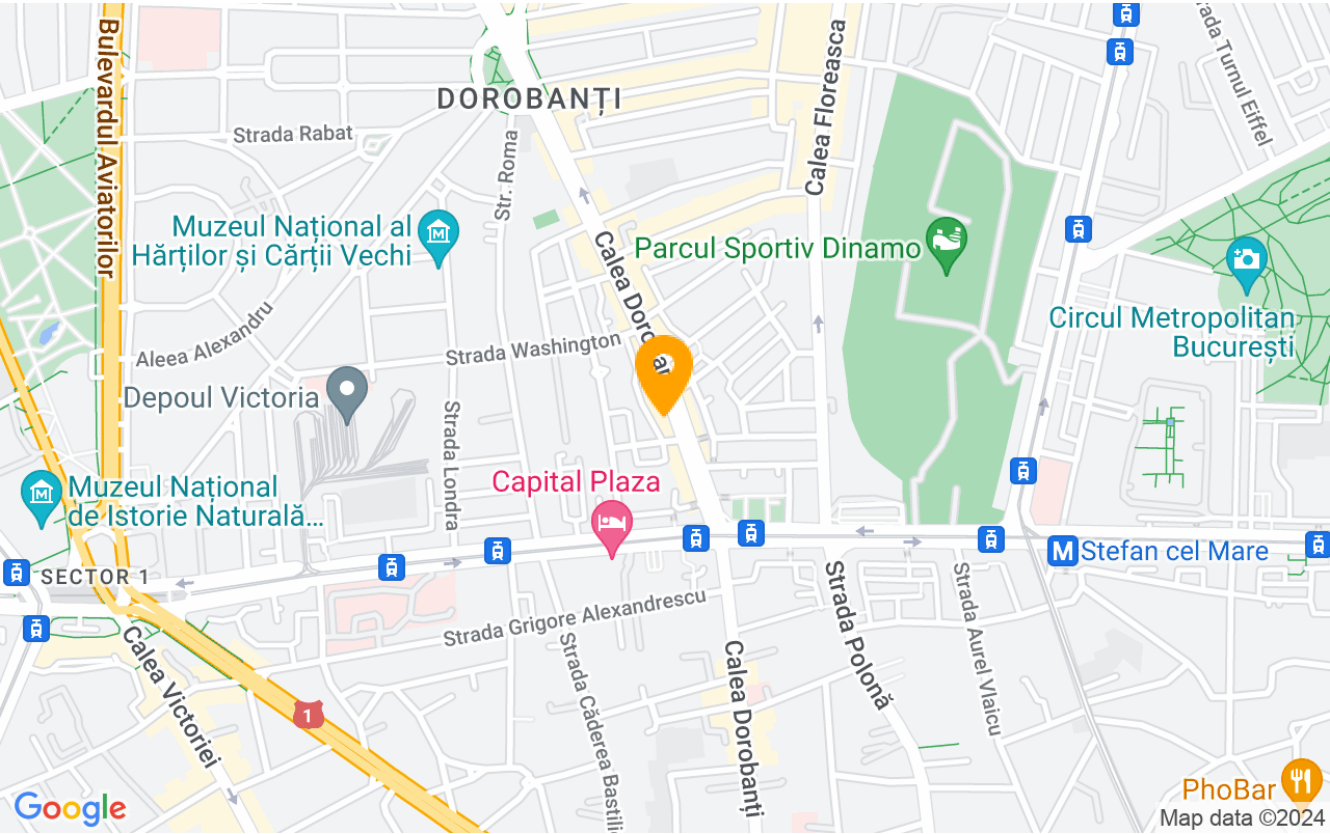 Bulevardul Aviatorilor
DOROBANȚI
Calea Floreasca
Strada Turnul Eiffel
Strada Rabat
Str. Roma
Muzeul Național al
Hărților și Cărții Vechi
Calea Dorobanți
Parcul Sportiv Dinamo
Circul Metropolitan
București
Aleea Alexandru
Strada Washington
Depoul Victoria
Strada Londra
Capital Plaza
Muzeul Național
de Istorie Naturală...
M
Stefan cel Mare
SECTOR 1
Strada Grigore Alexandrescu
Strada Polonă
Strada Aurel Vlaicu
Calea Victoriei
Strada Căderea Bastiliei
Calea Dorobanți
1
PhoBar
Google
Map data ©2024